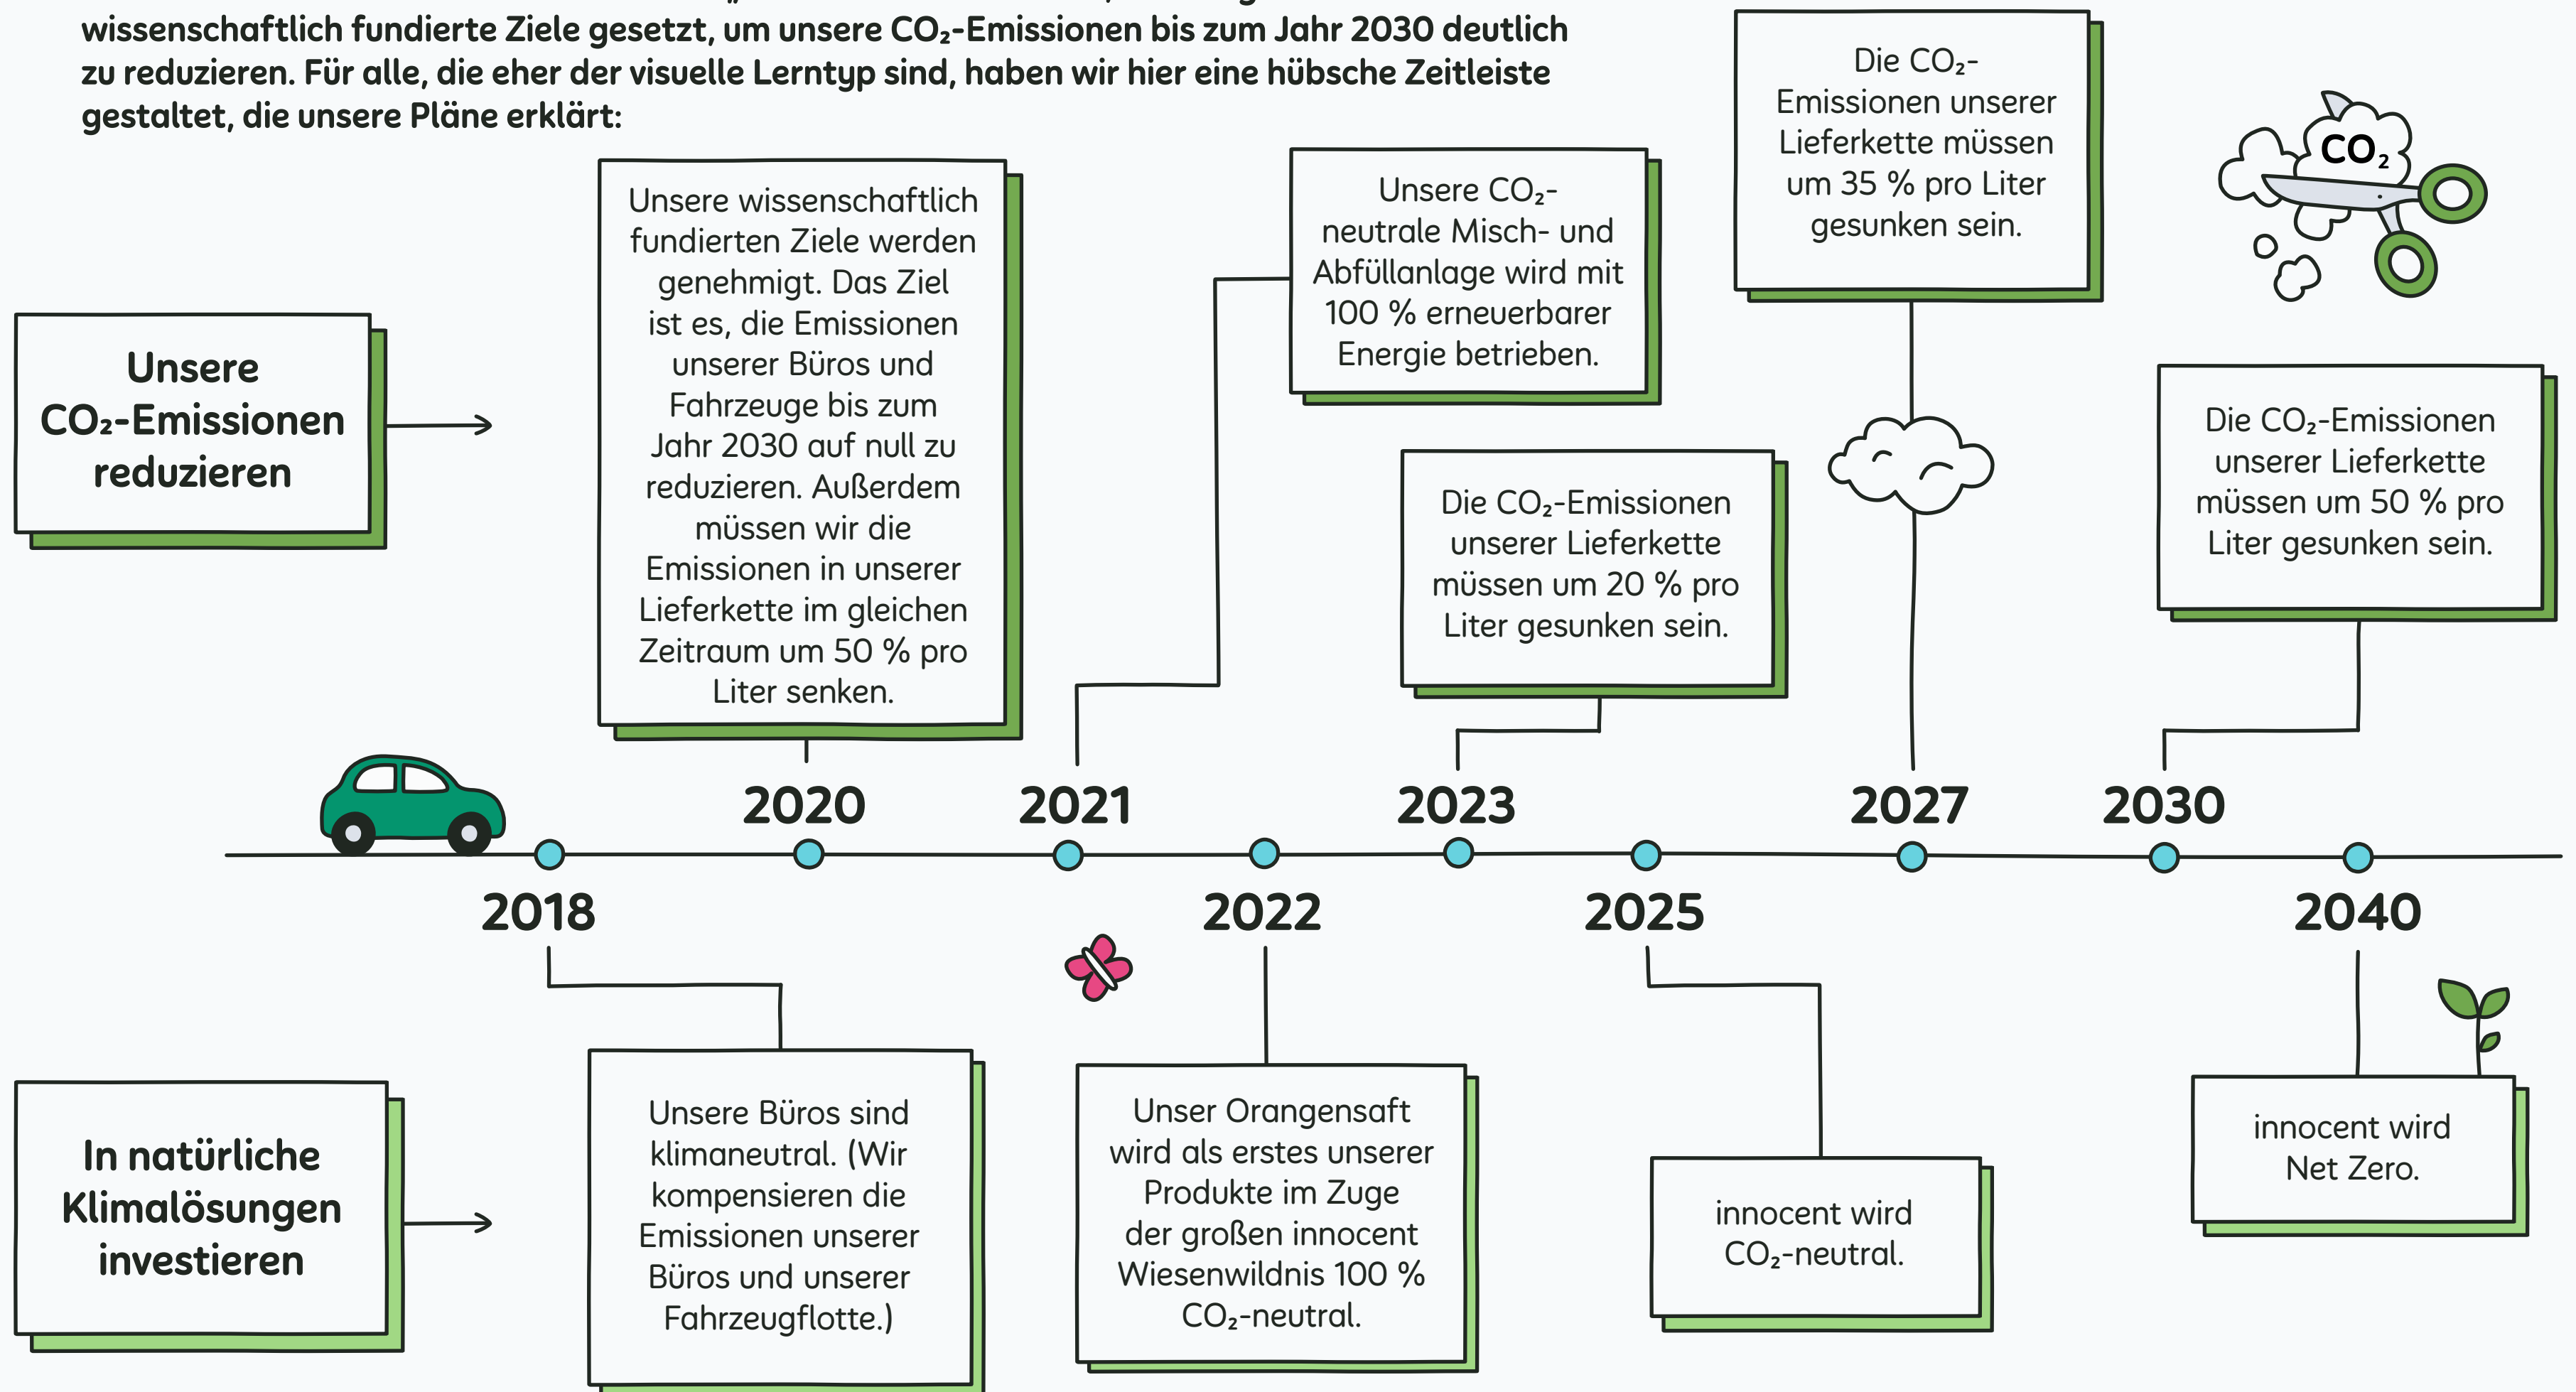 wissenschaftlich fundierte Ziele gesetzt, um unsere CO₂-Emissionen bis zum Jahr 2030 deutlich
zu reduzieren. Für alle, die eher der visuelle Lerntyp sind, haben wir hier eine hübsche Zeitleiste
gestaltet, die unsere Pläne erklärt:
Unsere
CO₂-Emissionen
reduzieren
Unsere wissenschaftlich
fundierten Ziele werden
genehmigt. Das Ziel
ist es, die Emissionen
unserer Büros und
Fahrzeuge bis zum
Jahr 2030 auf null zu
reduzieren. Außerdem
müssen wir die
Emissionen in unserer
Lieferkette im gleichen
Zeitraum um 50 % pro
Liter senken.
Unsere CO₂-
neutrale Misch- und
Abfüllanlage wird mit
100 % erneuerbarer
Energie betrieben.
Die CO₂-Emissionen
unserer Lieferkette
müssen um 20 % pro
Liter gesunken sein.
Die CO₂-
Emissionen unserer
Lieferkette müssen
um 35 % pro Liter
gesunken sein.
CO₂
Die CO₂-Emissionen
unserer Lieferkette
müssen um 50 % pro
Liter gesunken sein.
2020
2021
2023
2027
2030
2018
2022
2025
2040
In natürliche
Klimalösungen
investieren
Unsere Büros sind
klimaneutral. (Wir
kompensieren die
Emissionen unserer
Büros und unserer
Fahrzeugflotte.)
Unser Orangensaft
wird als erstes unserer
Produkte im Zuge
der großen innocent
Wiesenwildnis 100 %
CO₂-neutral.
innocent wird
CO₂-neutral.
innocent wird
Net Zero.